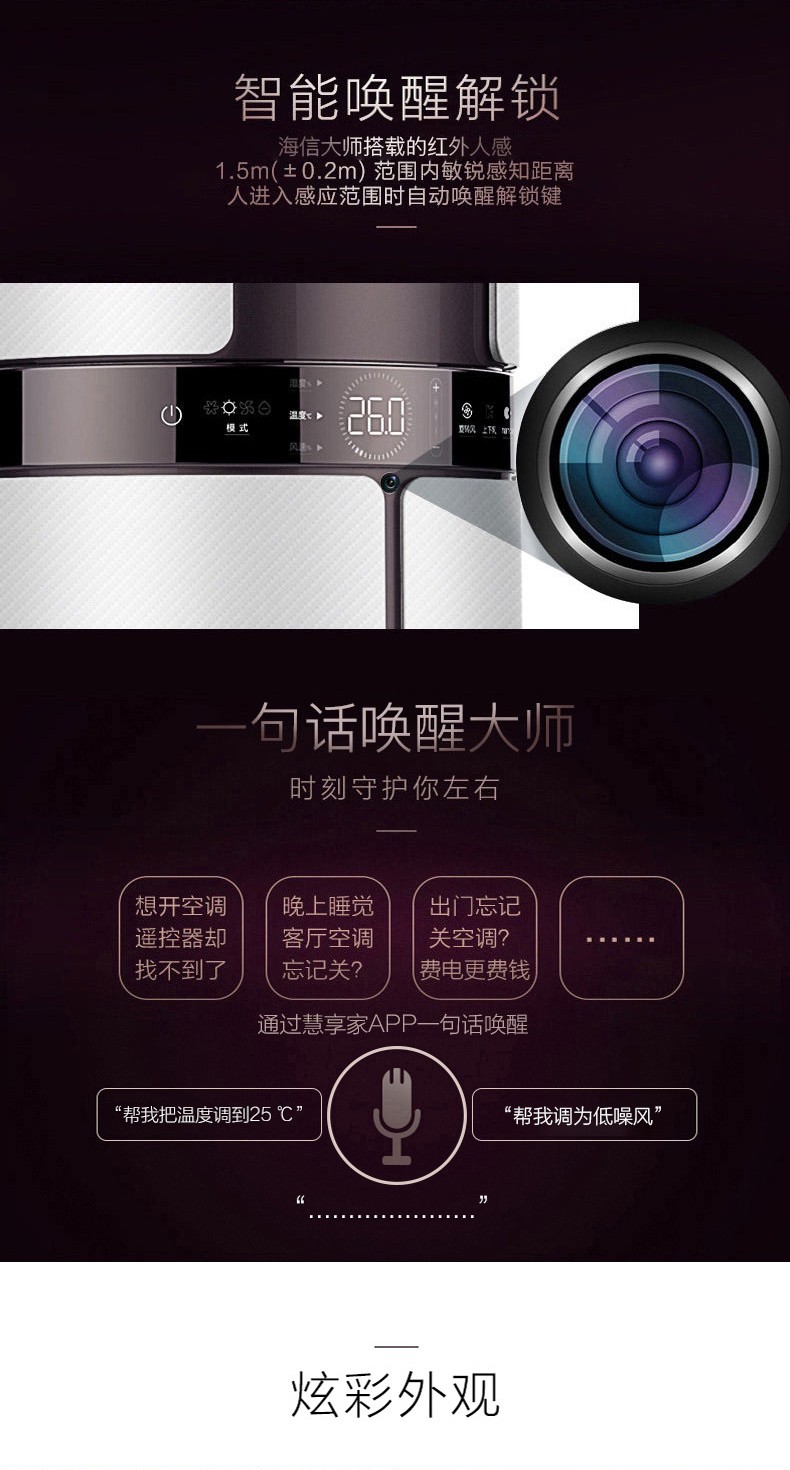 智能唤醒解锁
海信大师搭载的红外人感
1.5m(±0.2m) 范围内敏锐感知距离
人进入感应范围时自动唤醒解锁键
湿度% ▶
温度℃ ▶
风速% ▶
模式
26.0
+
旋转风
一句话唤醒大师
时刻守护你左右
想开空调
遥控器却
找不到了
晚上睡觉
客厅空调
忘记关?
出门忘记
关空调?
费电更费钱
······
通过慧享家APP一句话唤醒
“帮我把温度调到25 ℃”
“帮我调为低噪风”
“.....................”
炫彩外观